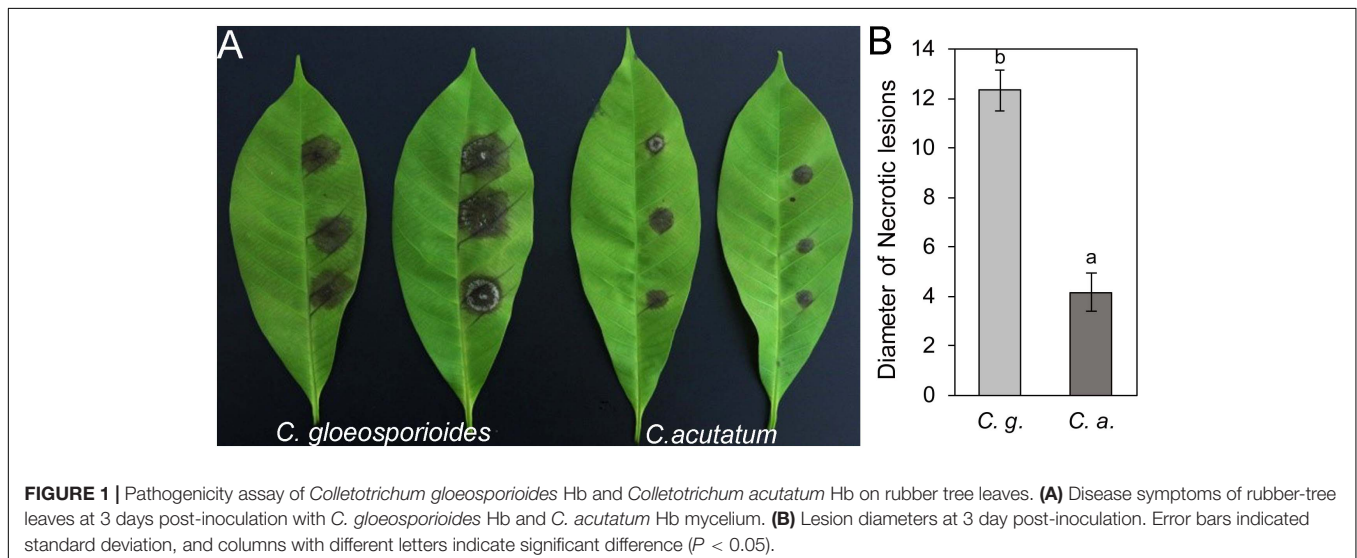 A
C. gloeosporioides
C.acutatum
B
Diameter of Necrotic lesions
14
12
10
8
6
4
2
0
b
a
C. g.
C. a.
FIGURE 1 | Pathogenicity assay of Colletotrichum gloeosporioides Hb and Colletotrichum acutatum Hb on rubber tree leaves. (A) Disease symptoms of rubber-tree
leaves at 3 days post-inoculation with C. gloeosporioides Hb and C. acutatum Hb mycelium. (B) Lesion diameters at 3 day post-inoculation. Error bars indicated
standard deviation, and columns with different letters indicate significant difference (P < 0.05).